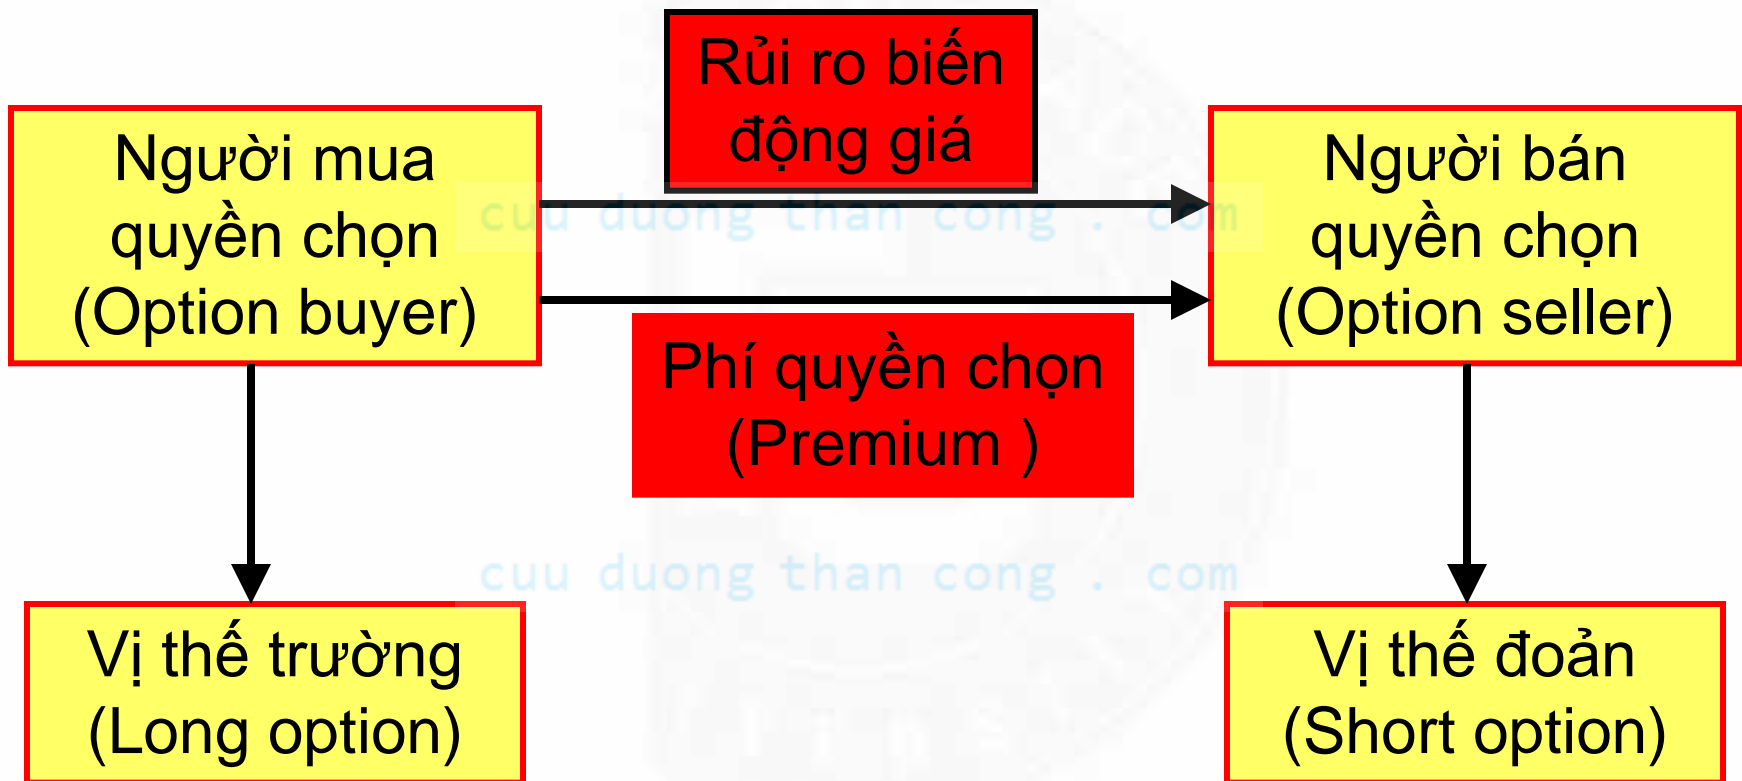 Rủi ro biến
động giá
Người mua
quyền chọn
(Option buyer)
Người bán
quyền chọn
(Option seller)
cuu duong than cong . com
Phí quyền chọn
(Premium )
cuu duong than cong . com
Vị thế trường
(Long option)
Vị thế đoản
(Short option)